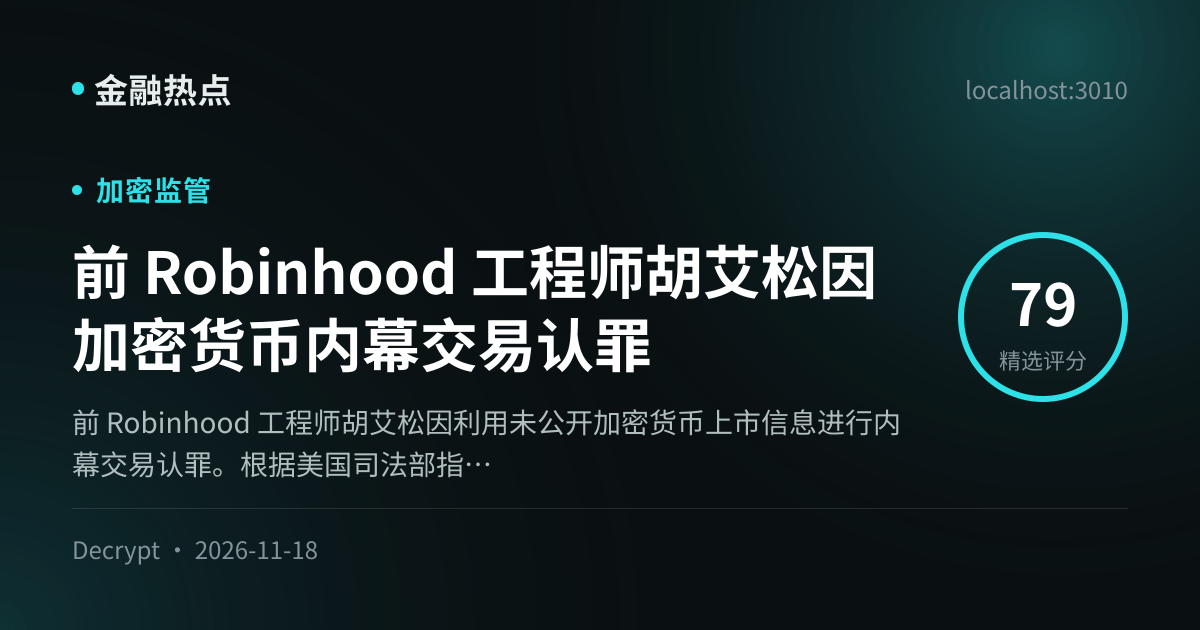 金融热点
localhost:3010
加密监管
前 Robinhood 工程师胡艾松因
加密货币内幕交易认罪
79
精选评分
前 Robinhood 工程师胡艾松因利用未公开加密货币上市信息进行内
幕交易认罪。根据美国司法部指…
Decrypt · 2026-11-18